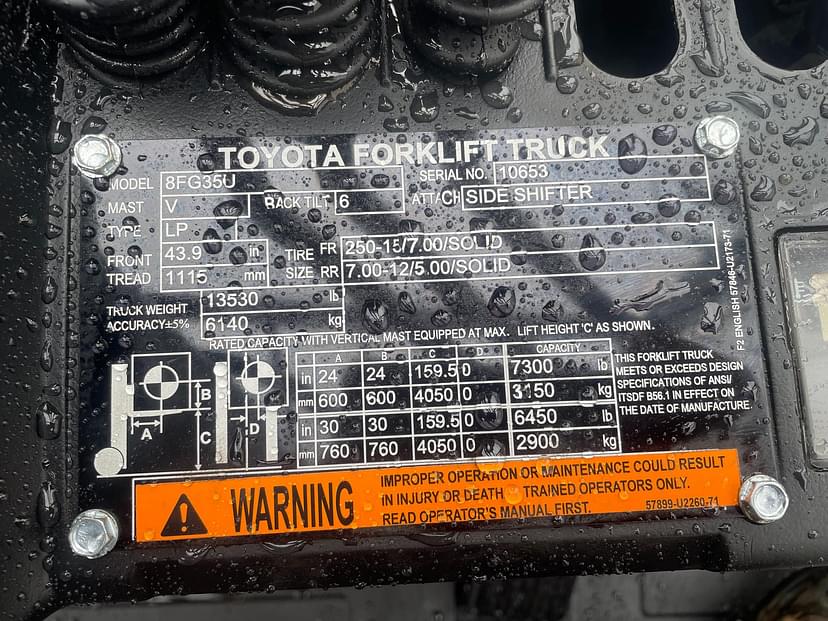 TOYOTA FORKLIFT TRUCK
MODEL 8FG35U SERIAL NO. 10653
MAST V BACK TILT 6 ATTACH SIDE SHIFTER
TYPE LP
FRONT TREAD 43.9 in TIRE SIZE FR 250-15/7.00/SOLID
1115 mm RR 7.00-12/5.00/SOLID
TRUCK WEIGHT 13530 lb
ACCURACY±5% 6140 kg
RATED CAPACITY WITH VERTICAL MAST EQUIPPED AT MAX. LIFT HEIGHT 'C' AS SHOWN.
A B C D CAPACITY
in 24 24 159.5 0 7300 lb
mm 600 600 4050 0 3150 kg
in 30 30 159.5 0 6450 lb
mm 760 760 4050 0 2900 kg
A B C D
THIS FORKLIFT TRUCK
MEETS OR EXCEEDS DESIGN
SPECIFICATIONS OF ANSI/
ITSDF B56.1 IN EFFECT ON
THE DATE OF MANUFACTURE.
F2 ENGLISH 57846-U2173-71
WARNING
IMPROPER OPERATION OR MAINTENANCE COULD RESULT
IN INJURY OR DEATH TRAINED OPERATORS ONLY.
READ OPERATOR'S MANUAL FIRST.
57899-U2260-71
E